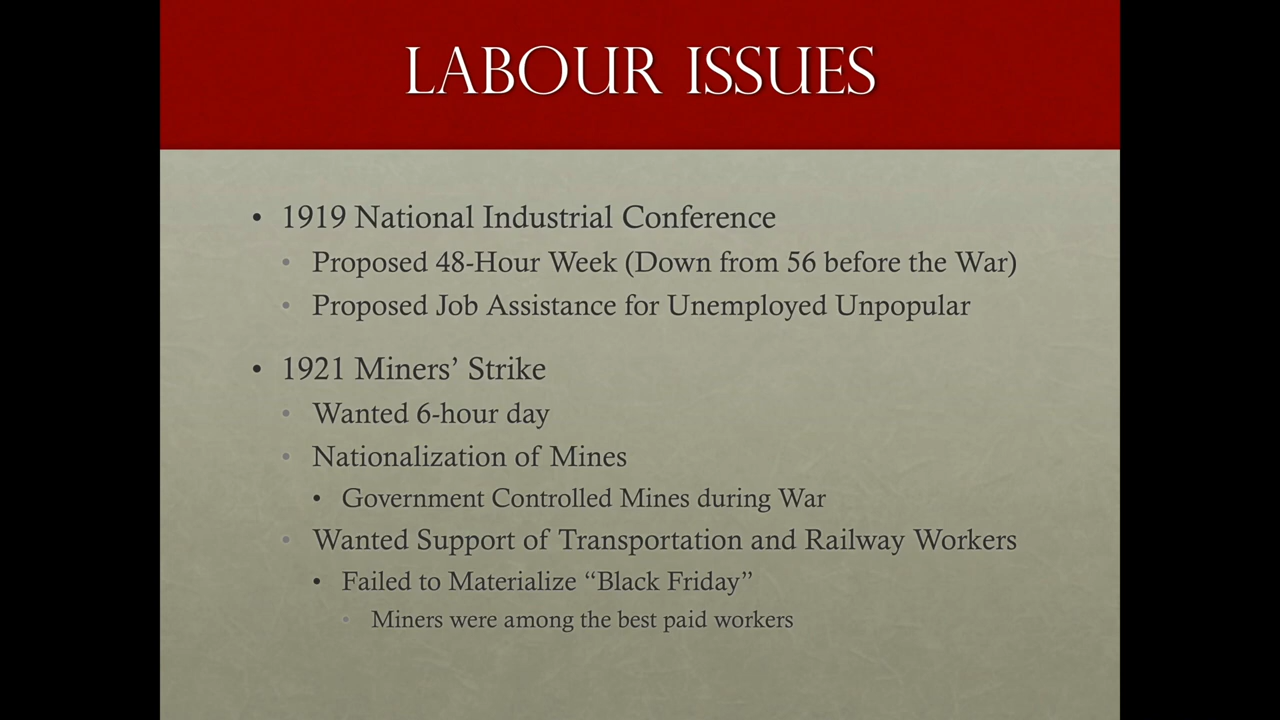 LABOUR ISSUES
• 1919 National Industrial Conference
• Proposed 48-Hour Week (Down from 56 before the War)
• Proposed Job Assistance for Unemployed Unpopular
• 1921 Miners’ Strike
• Wanted 6-hour day
• Nationalization of Mines
• Government Controlled Mines during War
• Wanted Support of Transportation and Railway Workers
• Failed to Materialize “Black Friday”
• Miners were among the best paid workers